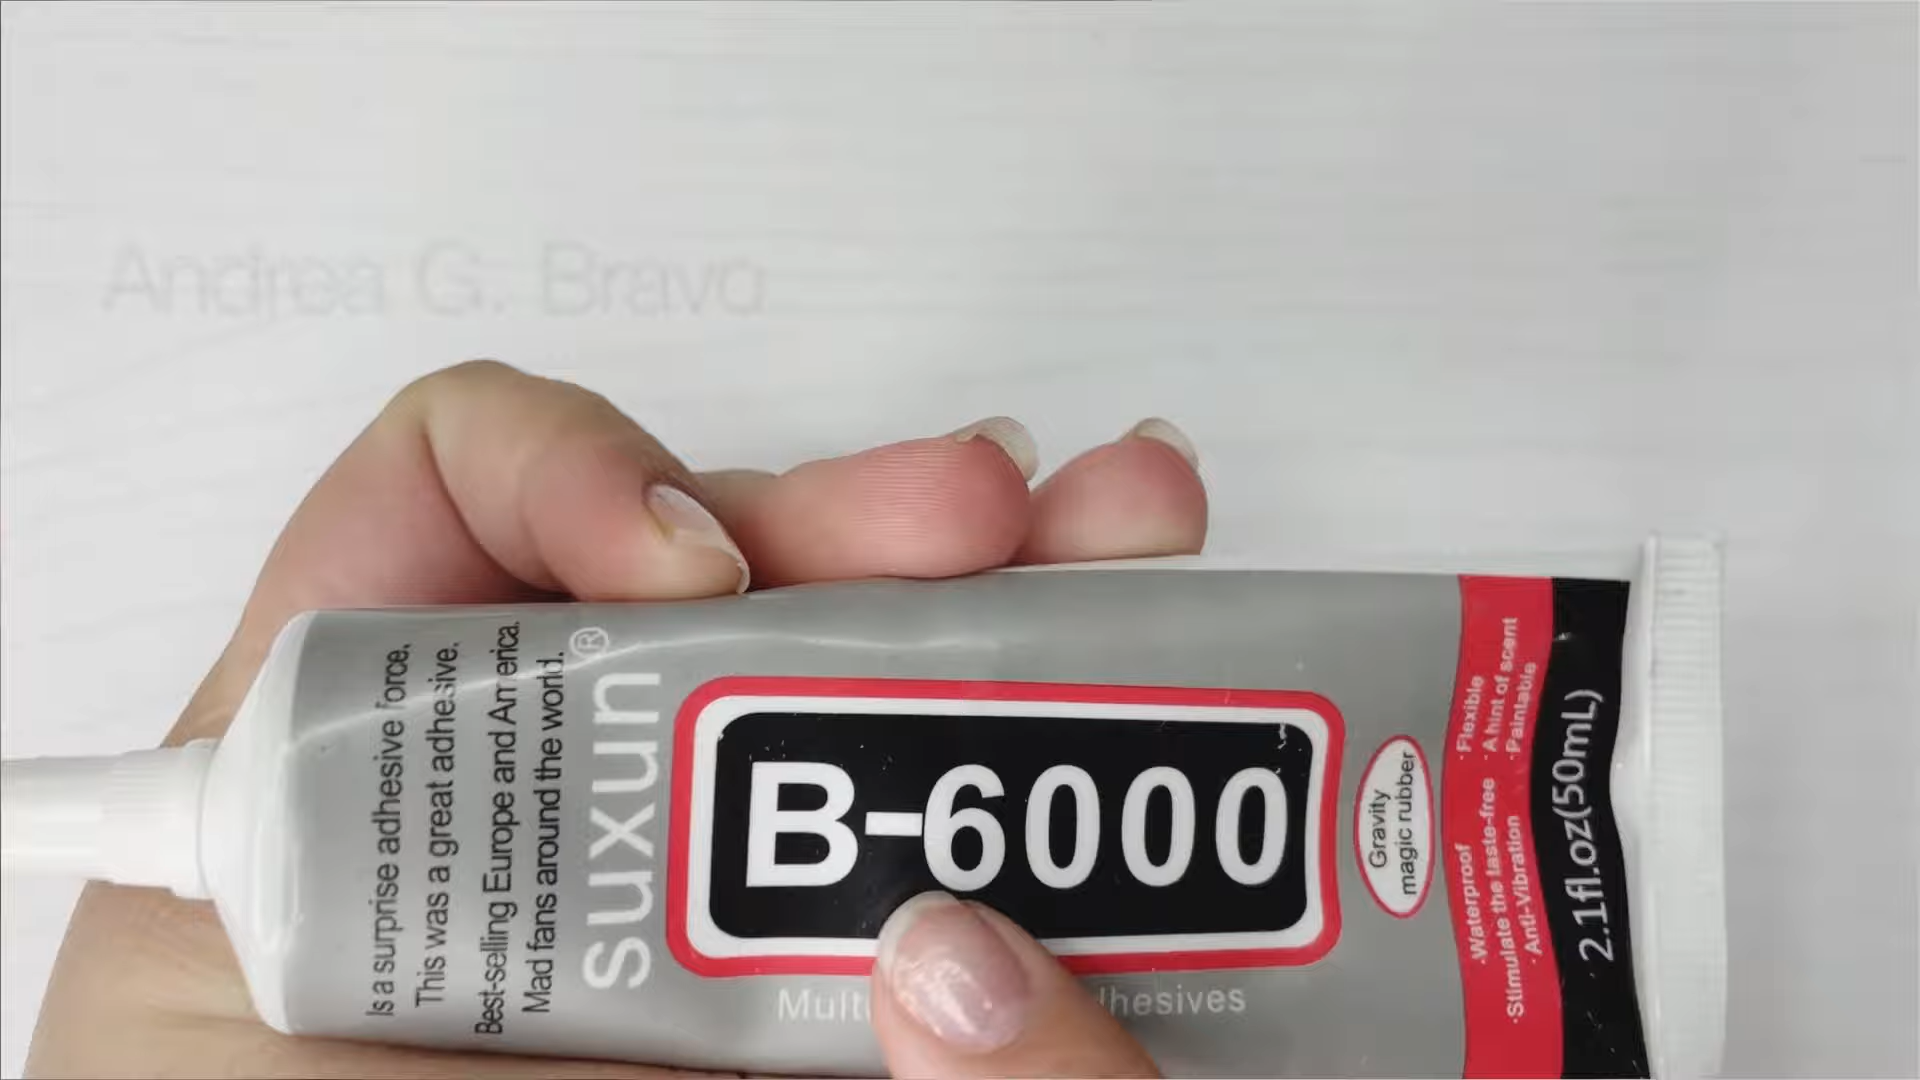 Andrea G. Bravo
Is a surprise adhesive force.
This was a great adhesive.
Best-selling Europe and America.
Mad fans around the world.
suxun®
B-6000
Gravity
magic rubber
·Flexible
·A hint of scent
·Paintable
·Waterproof
·Stimulate the taste-free
·Anti-Vibration
2.1fl.oz(50mL)